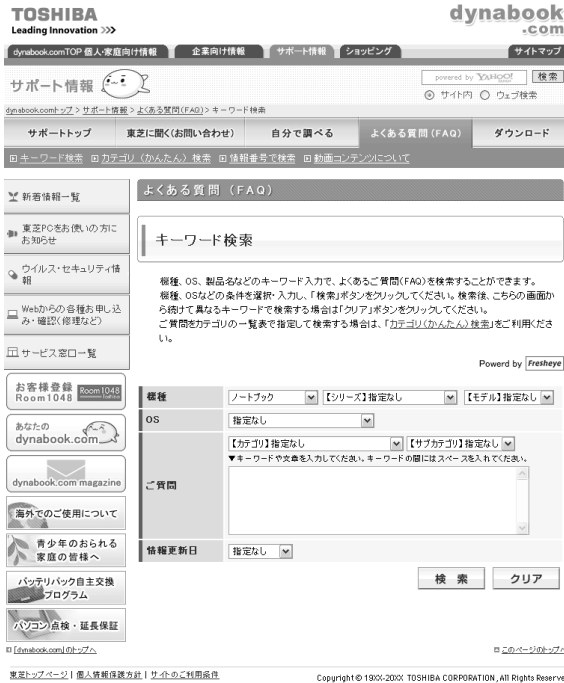 TOSHIBA
Leading Innovation >>>
dynabook
.com
dynabook.comTOP 個人・家庭向け情報
企業向け情報
サポート情報
ショッピング
サイトマップ
サポート情報
powered by YAHOO!
検索
サイト内 ウェブ検索
dynabook.comトップ > サポート情報 > よくある質問(FAQ) > キーワード検索
サポートトップ
東芝に聞く(お問い合わせ)
自分で調べる
よくある質問(FAQ)
ダウンロード
キーワード検索
カテゴリ(かんたん)検索
情報番号で検索
動画コンテンツについて
新着情報一覧
東芝PCをお使いの方に
お知らせ
ウイルス・セキュリティ情
報
Webからの各種お申し込
み・確認(修理など)
サービス窓口一覧
お客様登録
Room1048
Room1048
あなたの
dynabook.com
dynabook.com magazine
海外でのご使用について
青少年のおられる
家庭の皆様へ
バッテリパック自主交換
プログラム
パソコン点検・延長保証
よくある質問(FAQ)
キーワード検索
機種、OS、製品名などのキーワード入力で、よくあるご質問(FAQ)を検索することができます。
機種、OSなどの条件を選択・入力し、「検索」ボタンをクリックしてください。検索後、こちらの画面か
ら続けて異なるキーワードで検索する場合は「クリア」ボタンをクリックしてください。
ご質問をカテゴリの一覧表で指定して検索する場合は、「カテゴリ(かんたん)検索」をご利用くださ
い。
Powerd by Fresheye
機種
ノートブック
【シリーズ】指定なし
【モデル】指定なし
OS
指定なし
ご質問
【カテゴリ】指定なし
【サブカテゴリ】指定なし
▼キーワードや文章を入力してください。キーワードの間にはスペースを入れてください。
情報更新日
指定なし
検 索
クリア
「dynabook.com」のトップへ
このページのトップへ
東芝トップページ | 個人情報保護方針 | サイトのご利用条件
Copyright © 19XX-20XX TOSHIBA CORPORATION, All Rights Reserve